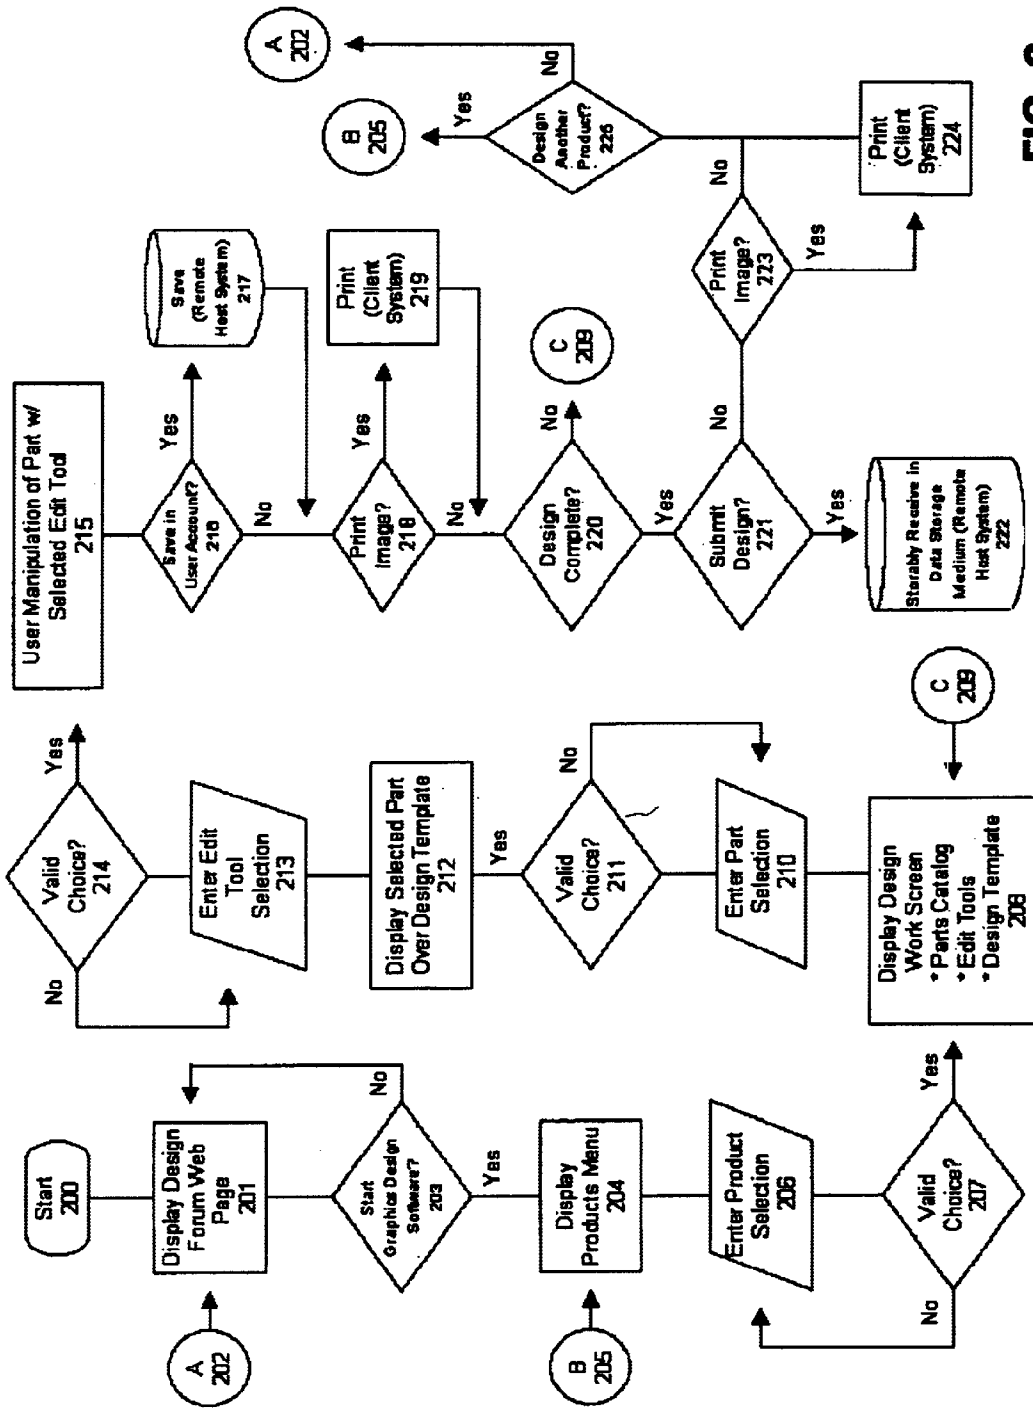 Start
200
Display Design
Forum Web
Page
201
A
202
Start
Graphics Design
Software?
203
No
Yes
Display
Products Menu
204
B
205
Enter Product
Selection
206
Valid
Choice?
207
No
Yes
Display Design
Work Screen
* Parts Catalog
* Edit Tools
* Design Template
208
C
209
Enter Part
Selection
210
Valid
Choice?
211
No
Yes
Display Selected Part
Over Design Template
212
Enter Edit
Tool
Selection
213
Valid
Choice?
214
No
Yes
User Manipulation of Part w/
Selected Edit Tool
215
Save in
User Account?
216
Yes
No
Save
(Remote
Host System)
217
Print
Image?
218
Yes
No
Print
(Client
System)
219
Design
Complete?
220
No
Yes
C
209
Submit
Design?
221
No
Yes
Storably Receive in
Data Storage
Medium (Remote
Host System)
222
Print
Image?
223
No
Yes
Print
(Client
System)
224
Design
Another
Product?
225
Yes
No
B
205
A
202